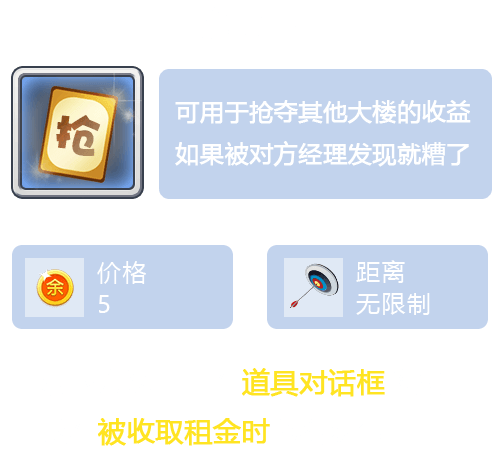 抢
可用于抢夺其他大楼的收益
如果被对方经理发现就糟了
余
价格
5
距离
无限制
道具对话框
被收取租金时